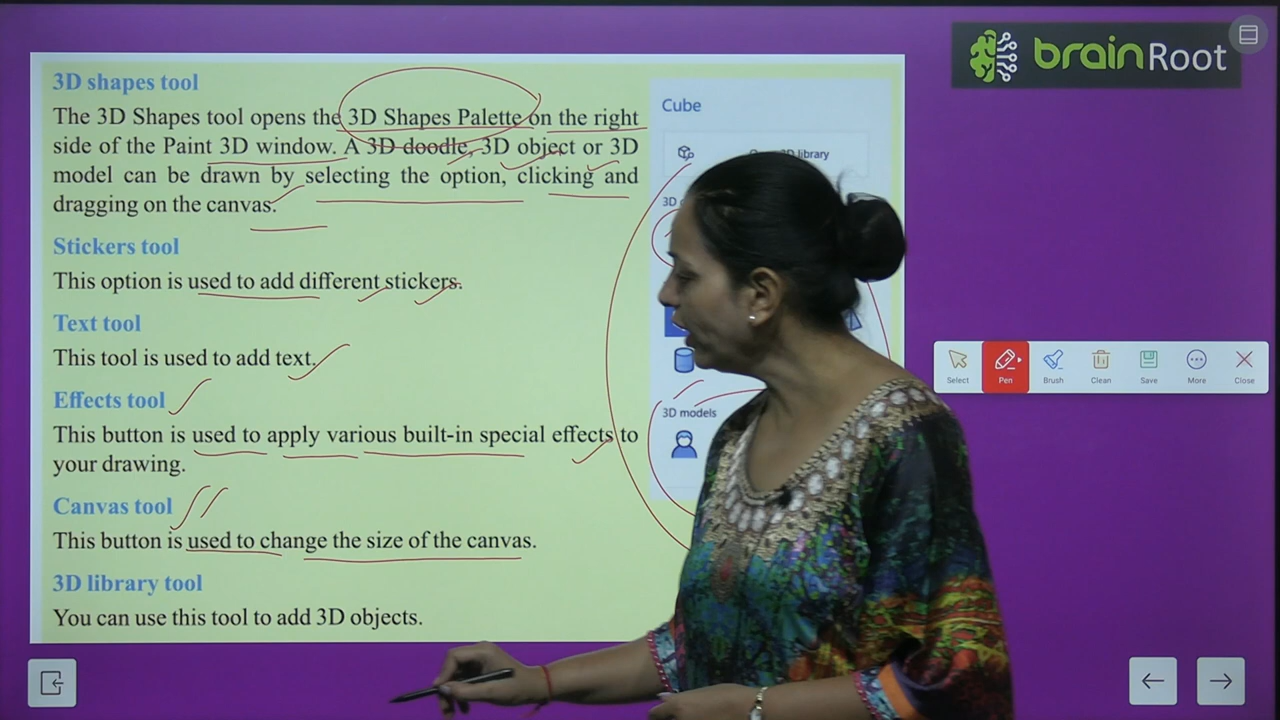 brainRoot
3D shapes tool
The 3D Shapes tool opens the 3D Shapes Palette on the right
side of the Paint 3D window. A 3D doodle, 3D object or 3D
model can be drawn by selecting the option, clicking and
dragging on the canvas.
Stickers tool
This option is used to add different stickers.
Text tool
This tool is used to add text.
Effects tool
This button is used to apply various built-in special effects to
your drawing.
Canvas tool
This button is used to change the size of the canvas.
3D library tool
You can use this tool to add 3D objects.
Cube
3D library
3D
3D models
Select
Pen
Brush
Clean
Save
More
Close